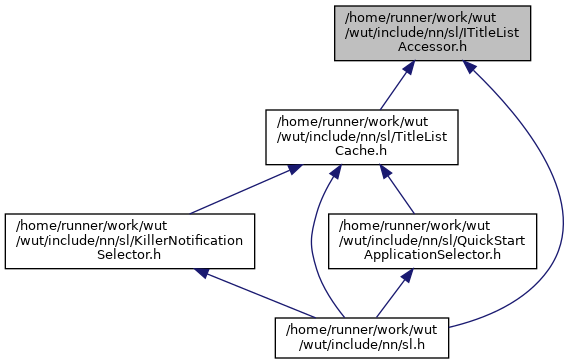 /home/runner/work/wut
/wut/include/nn/sl/ITitleList
Accessor.h
/home/runner/work/wut
/wut/include/nn/sl/TitleList
Cache.h
/home/runner/work/wut
/wut/include/nn/sl/KillerNotification
Selector.h
/home/runner/work/wut
/wut/include/nn/sl/QuickStart
ApplicationSelector.h
/home/runner/work/wut
/wut/include/nn/sl.h